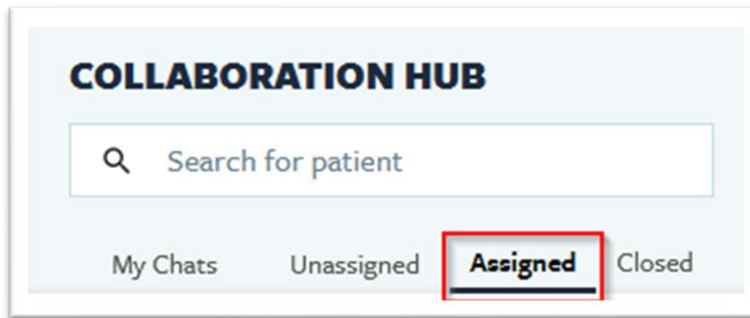 COLLABORATION HUB
Search for patient
My Chats Unassigned Assigned Closed